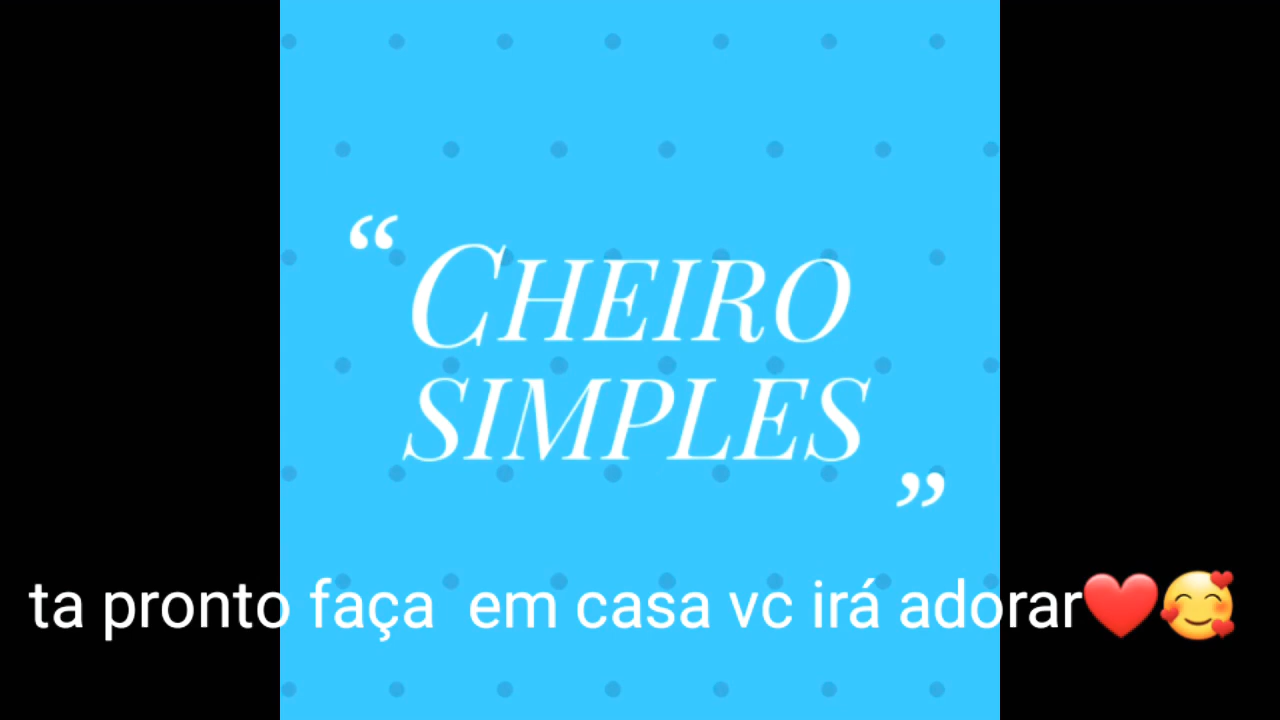 “CHEIRO
SIMPLES”
ta pronto faça  em casa vc irá adorar❤️🥰